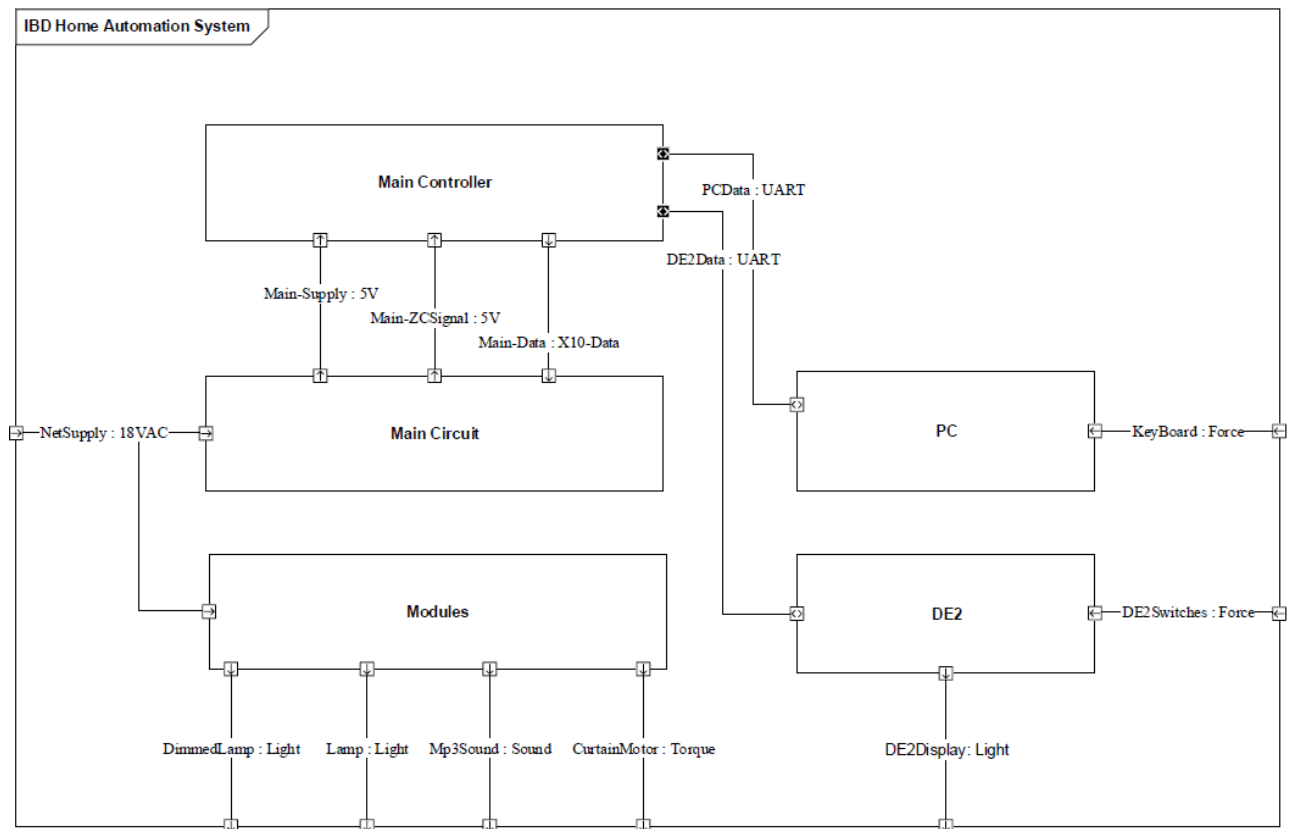 IBD Home Automation System
Main Controller
PCData : UART
DE2Data : UART
Main-Supply : 5V
Main-ZCSignal : 5V
Main-Data : X10-Data
NetSupply : 18VAC
Main Circuit
PC
KeyBoard : Force
Modules
DE2
DE2Switches : Force
DimmedLamp : Light
Lamp : Light
Mp3Sound : Sound
CurtainMotor : Torque
DE2Display: Light